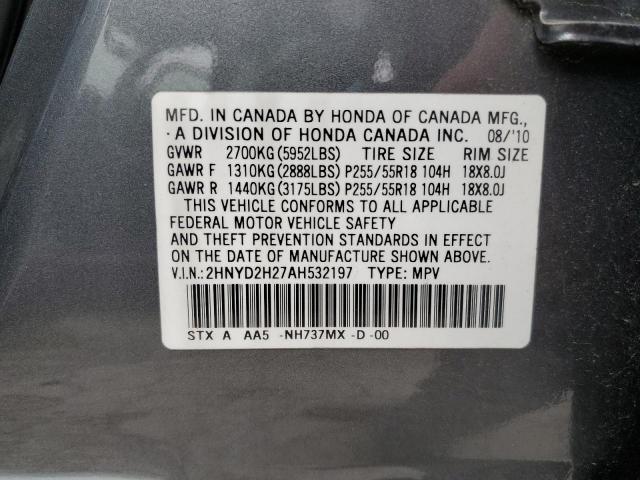 MFD. IN CANADA BY HONDA OF CANADA MFG.,
A DIVISION OF HONDA CANADA INC. 08/'10
GVWR 2700KG(5952LBS) TIRE SIZE RIM SIZE
GAWR F 1310KG(2888LBS) P255/55R18 104H 18X8.0J
GAWR R 1440KG(3175LBS) P255/55R18 104H 18X8.0J
THIS VEHICLE CONFORMS TO ALL APPLICABLE
FEDERAL MOTOR VEHICLE SAFETY
AND THEFT PREVENTION STANDARDS IN EFFECT
ON THE DATE OF MANUFACTURE SHOWN ABOVE.
V.I.N.:2HNYD2H27AH532197 TYPE: MPV
STX A AA5 -NH737MX -D -00